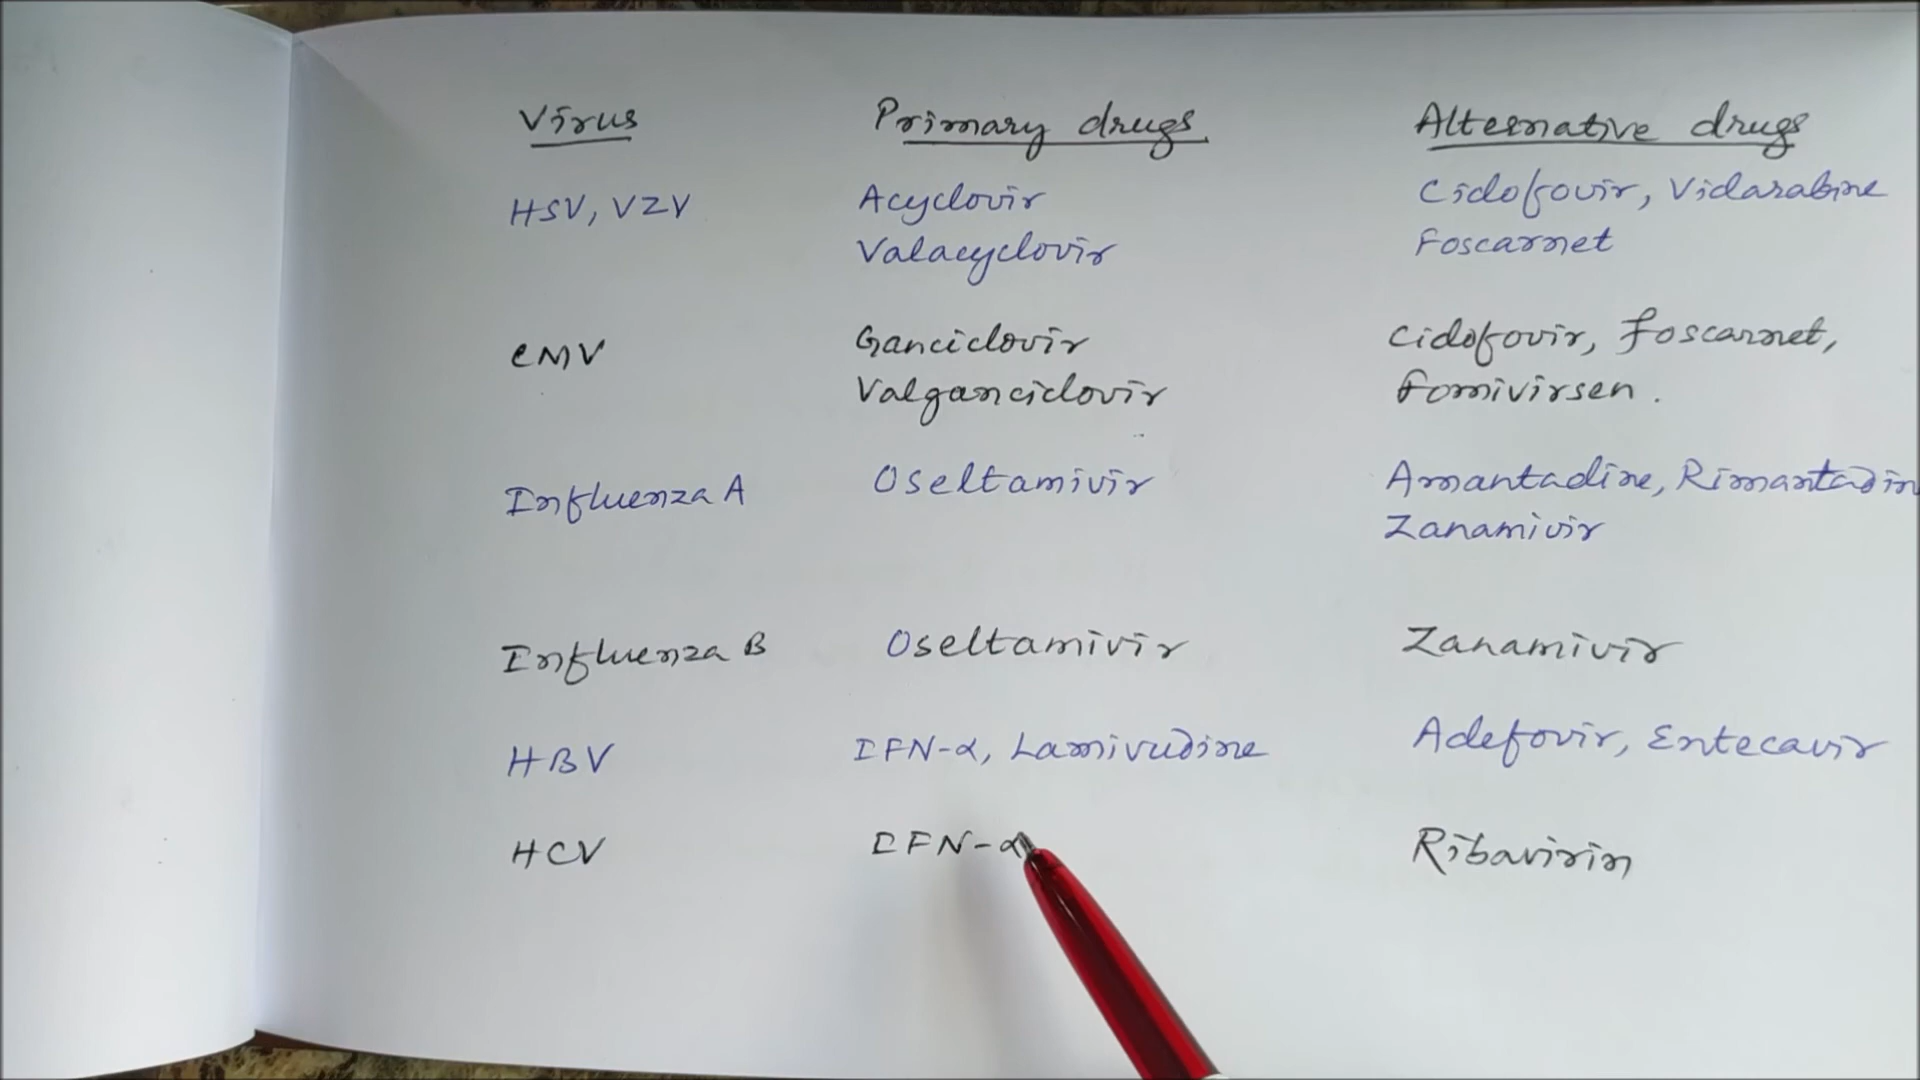 Virus Primary drugs Alternative drugs
HSV, VZV Acyclovir Cidofovir, Vidarabine
Valacyclovir Foscarnet
CMV Ganciclovir Cidofovir, Foscarnet,
Valganciclovir Fomivirsen.
Influenza A Oseltamivir Amantadine, Rimantadin
Zanamivir
Influenza B Oseltamivir Zanamivir
HBV IFN-α, Lamivudine Adefovir, Entecavir
HCV IFN-α Ribavirin